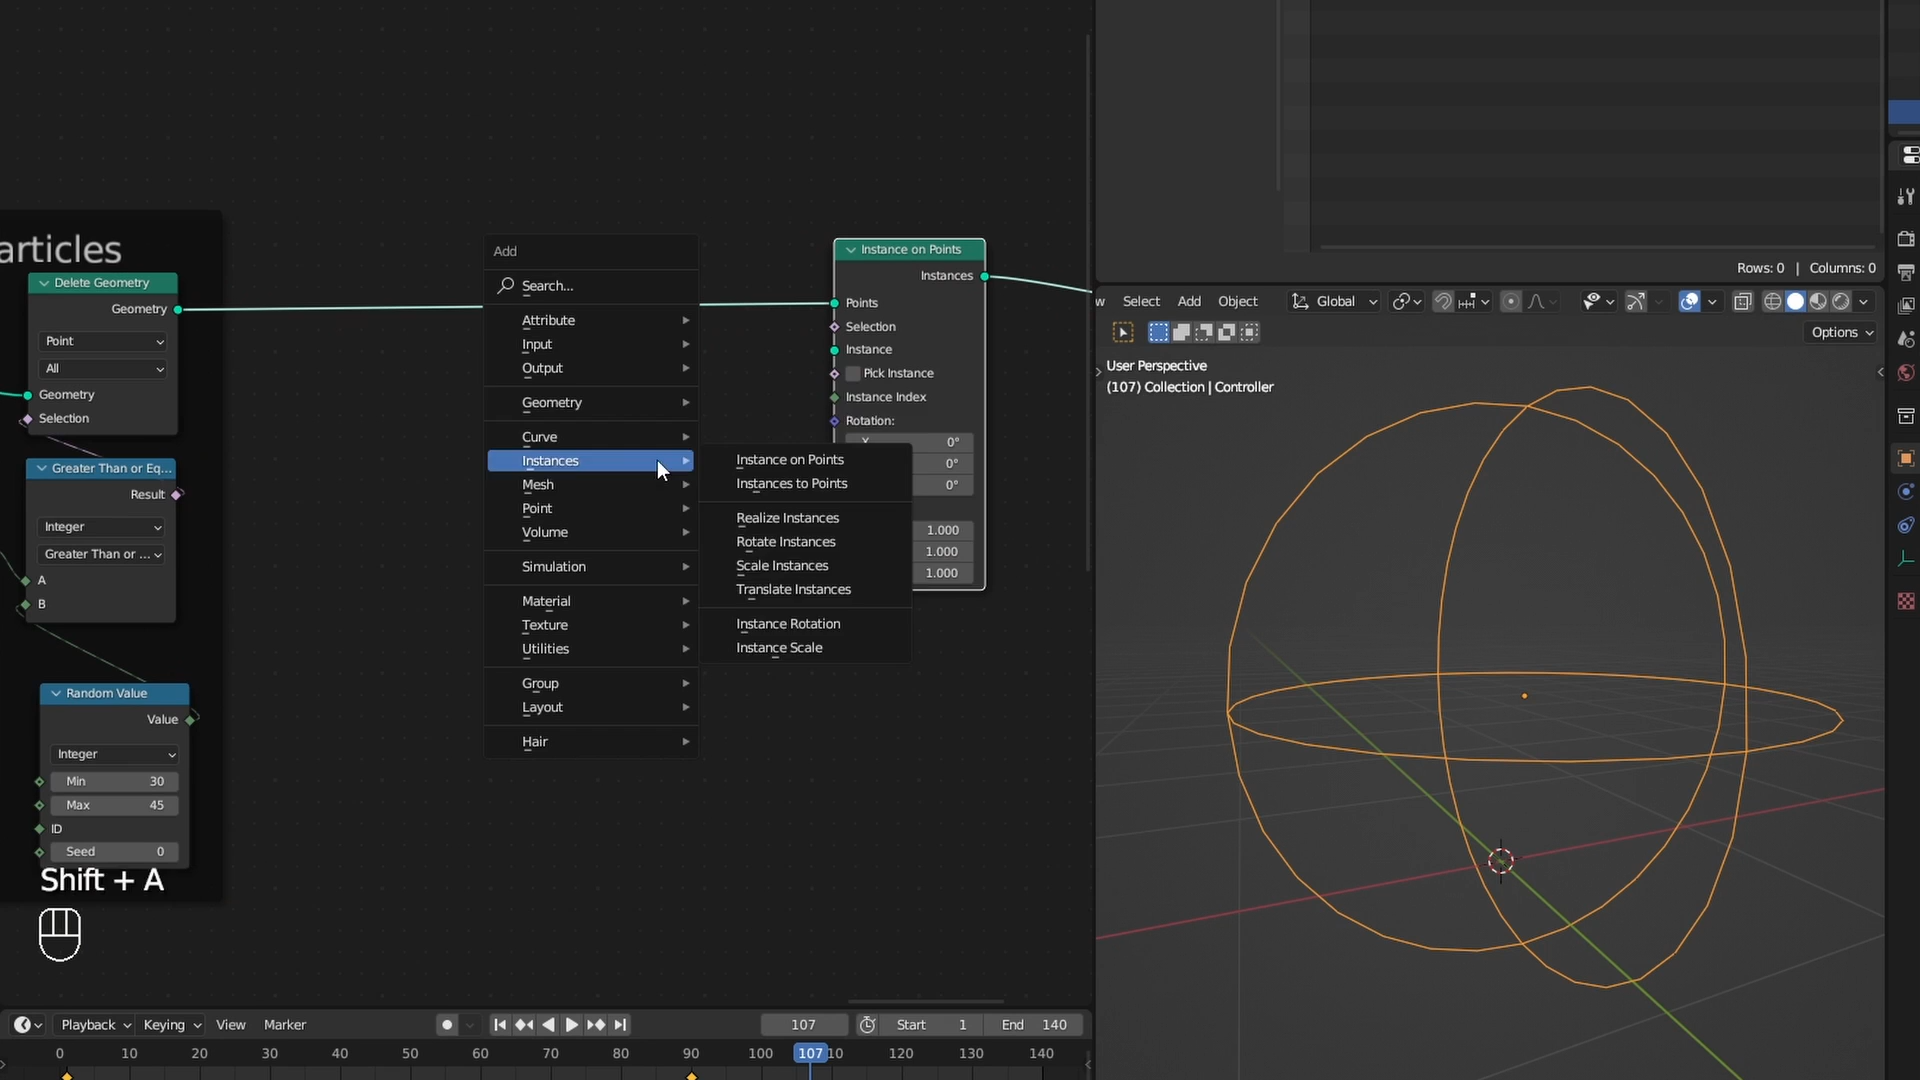 articles
Delete Geometry
Geometry
Point
All
Geometry
Selection
Greater Than or Eq...
Result
Integer
Greater Than or ...
A
B
Random Value
Value
Integer
Min 30
Max 45
ID
Seed 0
Shift + A
Add
Search...
Attribute
Input
Output
Geometry
Curve
Instances
Mesh
Point
Volume
Simulation
Material
Texture
Utilities
Group
Layout
Hair
Instance on Points
Instances to Points
Realize Instances
Rotate Instances
Scale Instances
Translate Instances
Instance Rotation
Instance Scale
Instance on Points
Instances
Points
Selection
Instance
Pick Instance
Instance Index
Rotation:
X 0°
0°
0°
1.000
1.000
1.000
Rows: 0 | Columns: 0
w Select Add Object Global
Options
User Perspective
(107) Collection | Controller
Playback Keying View Marker 107 Start 1 End 140
0 10 20 30 40 50 60 70 80 90 100 107 10 120 130 140